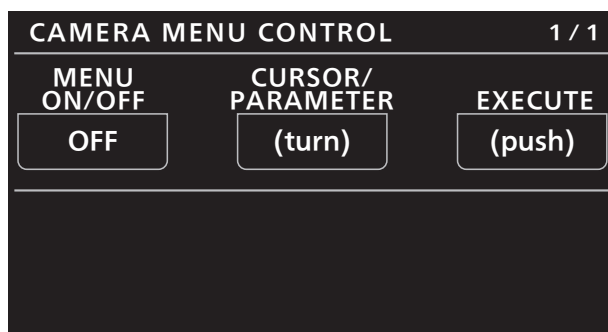 CAMERA MENU CONTROL 1 / 1
MENU
ON/OFF
CURSOR/
PARAMETER
EXECUTE
OFF
(turn)
(push)